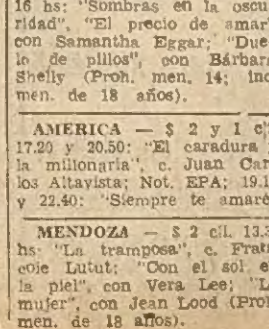 16 hs: "Sombras en la oscu-
ridad", "El precio de amar"
con Samantha Eggar; "Due-
lo de pillos", con Bárbar
Shelly (Proh. men. 14; inc
men. de 18 años).
AMERICA — $ 2 y 1 c|
17.20 y 20.50: "El caradura
la millonaria", c. Juan Car
los Altavista; Not. EPA; 19.1
y 22.40: "Siempre te amaré
MENDOZA — $ 2 c|l. 13.3
hs: "La tramposa", c. Fran
coie Lutut; "Con el sol e
la piel", con Vera Lee; "L
mujer", con Jean Lood (Pro
men. de 18 años).